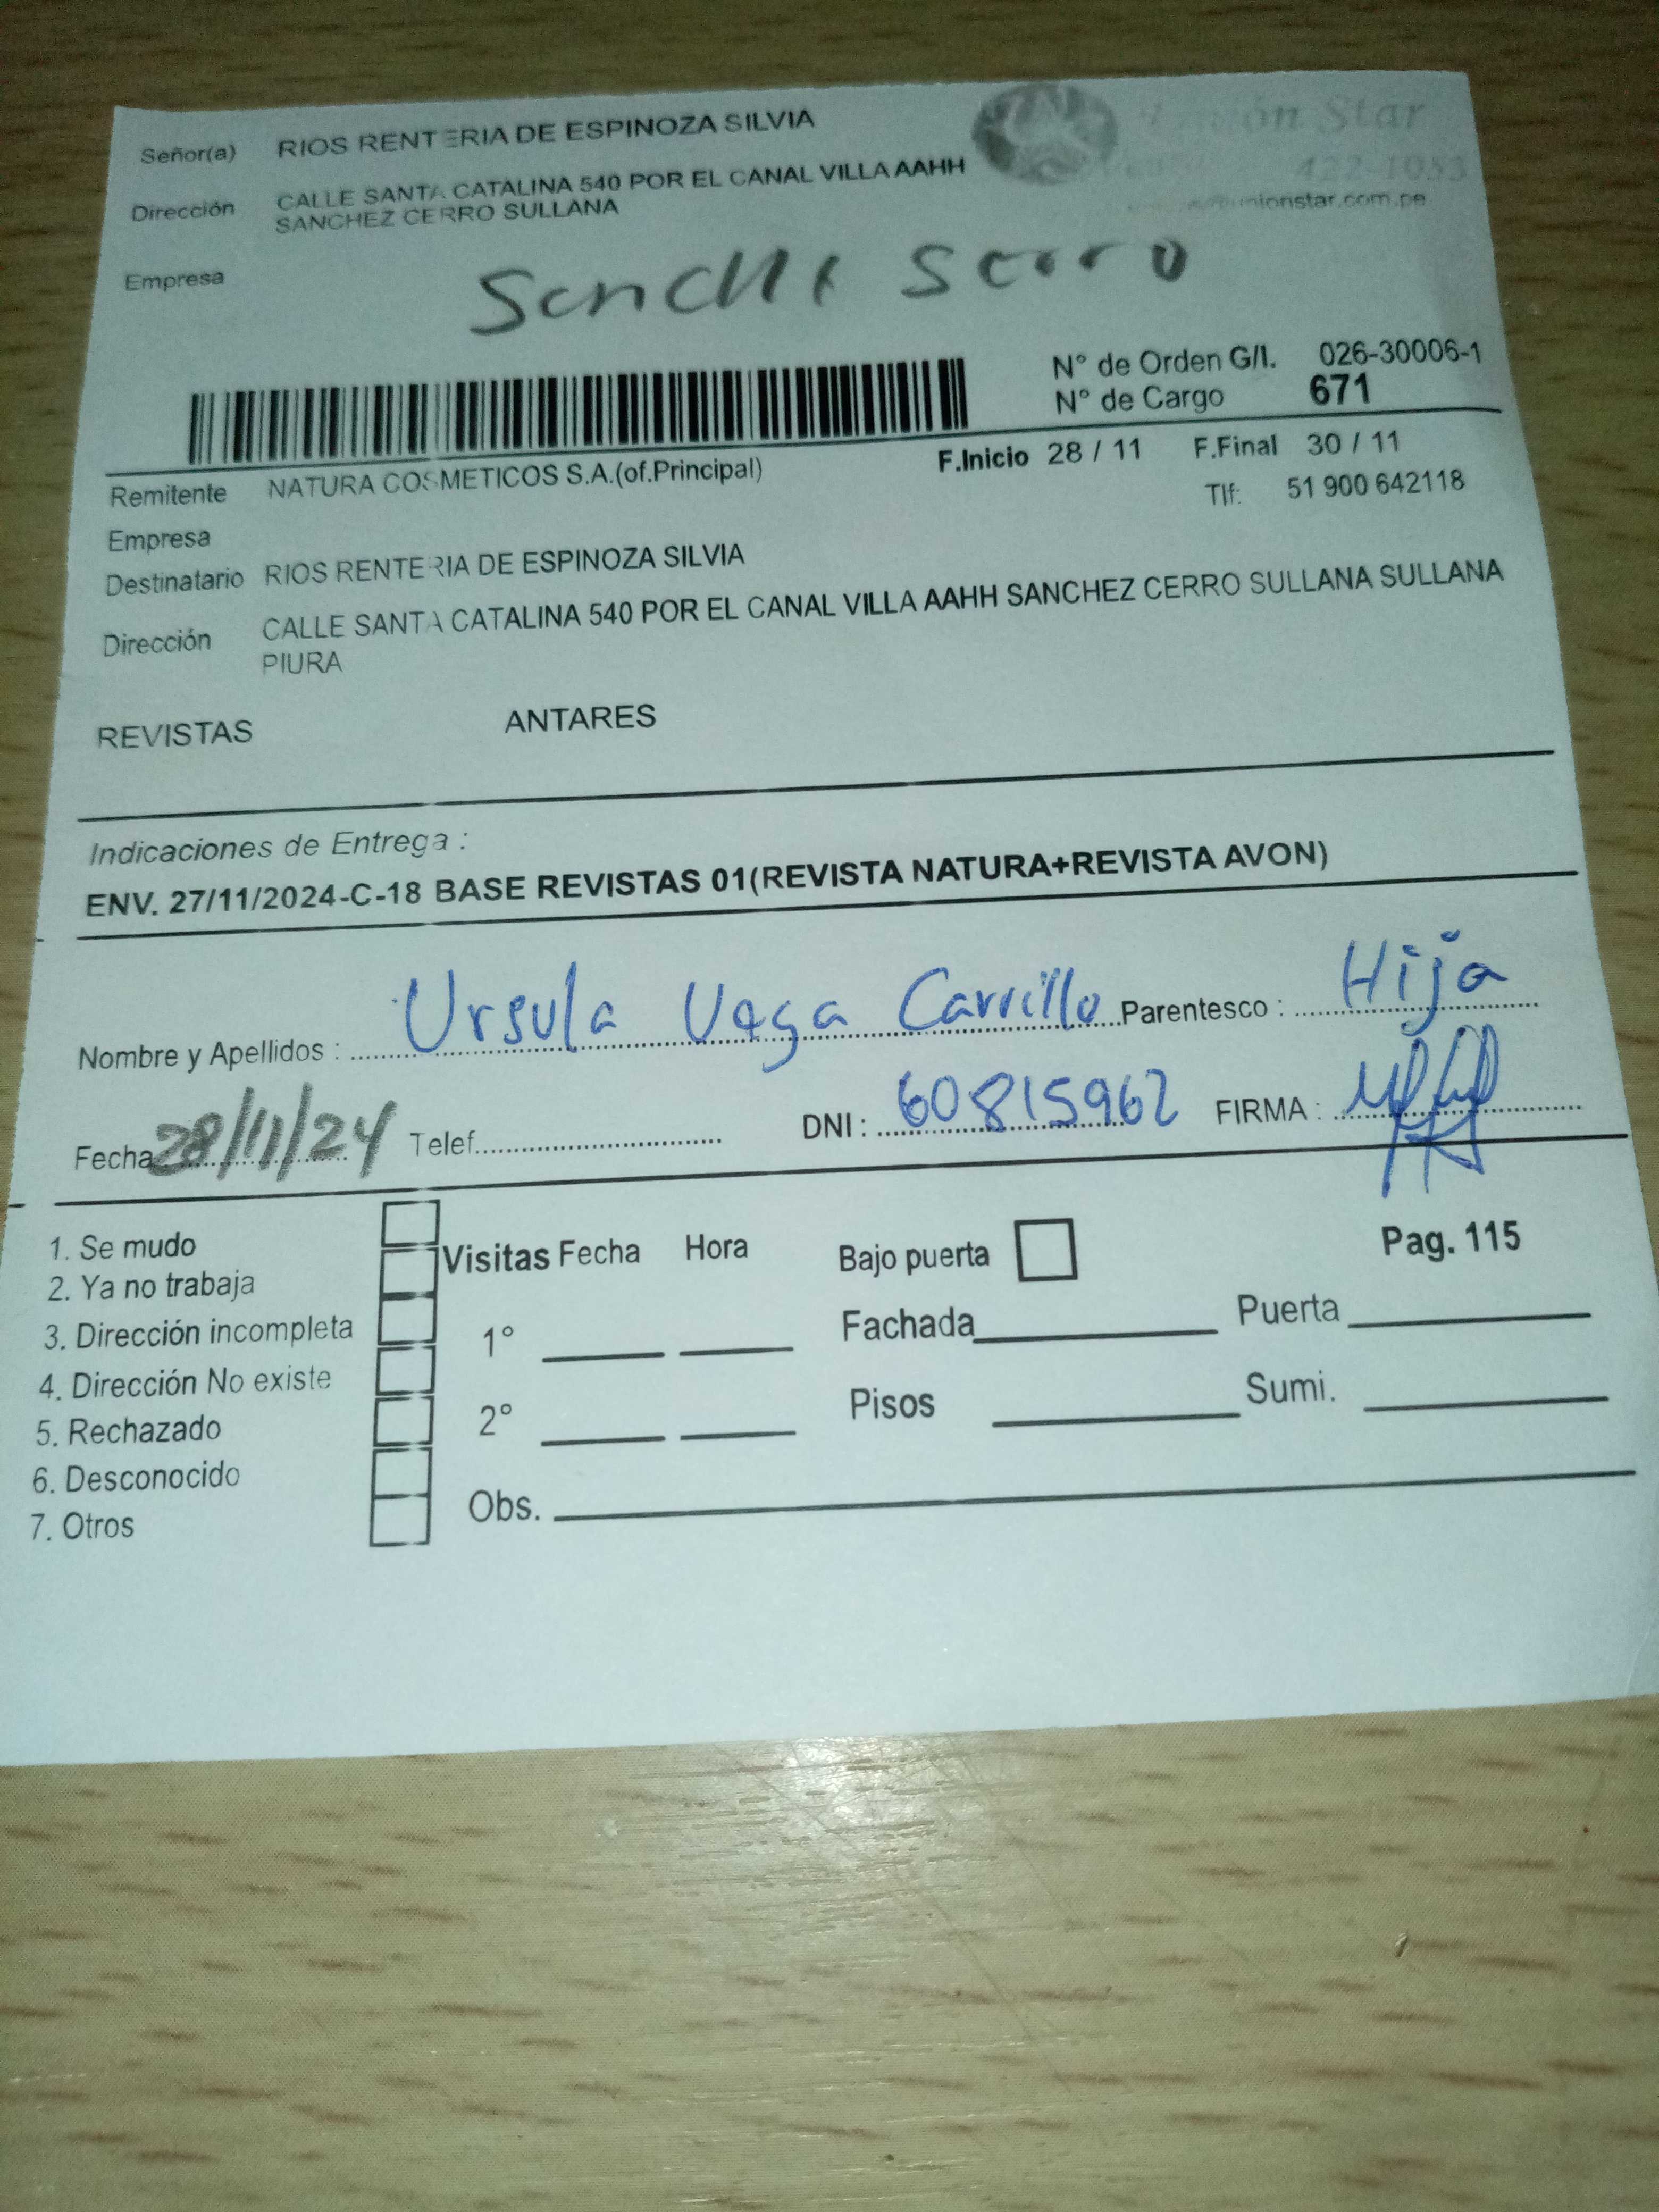 Señor(a) RIOS RENTERIA DE ESPINOZA SILVIA
Dirección CALLE SANTA CATALINA 540 POR EL CANAL VILLA AAHH
SANCHEZ CERRO SULLANA
Star
422-1053
unionstar.com.pe
Empresa
N° de Orden G/I. 026-30006-1
N° de Cargo 671
F.Inicio 28 / 11 F.Final 30 / 11
Remitente NATURA COSMETICOS S.A.(of.Principal)
Tlf: 51 900 642118
Empresa
Destinatario RIOS RENTERIA DE ESPINOZA SILVIA
Dirección CALLE SANTA CATALINA 540 POR EL CANAL VILLA AAHH SANCHEZ CERRO SULLANA SULLANA
PIURA
REVISTAS ANTARES
Indicaciones de Entrega :
ENV. 27/11/2024-C-18 BASE REVISTAS 01(REVISTA NATURA+REVISTA AVON)
Nombre y Apellidos : Ursula Vega Carrillo Parentesco : Hija
Fecha 28/11/24 Telef. DNI : 60815962 FIRMA :
1. Se mudo
2. Ya no trabaja
3. Dirección incompleta
4. Dirección No existe
5. Rechazado
6. Desconocido
7. Otros
Visitas Fecha Hora
1°
2°
Obs.
Bajo puerta
Pag. 115
Fachada Puerta
Pisos Sumi.